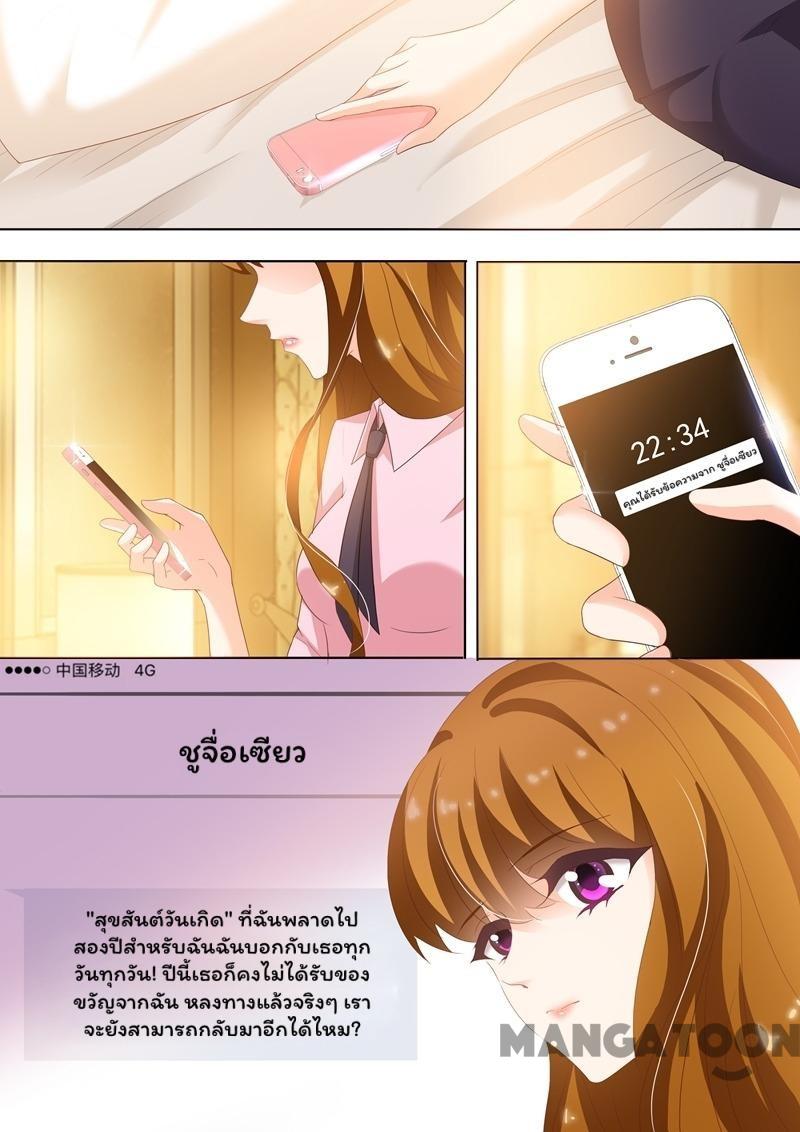 22:34
คุณได้รับข้อความจาก ชูจื่อเซียว
中国移动 4G
ชูจื่อเซียว
"สุขสันต์วันเกิด" ที่ฉันพลาดไป
สองปีสำหรับฉันฉันบอกกับเธอทุก
วันทุกวัน! ปีนี้เธอก็คงไม่ได้รับของ
ขวัญจากฉัน หลงทางแล้วจริงๆ เรา
จะยังสามารถกลับมาอีกได้ไหม?
MANGATOON